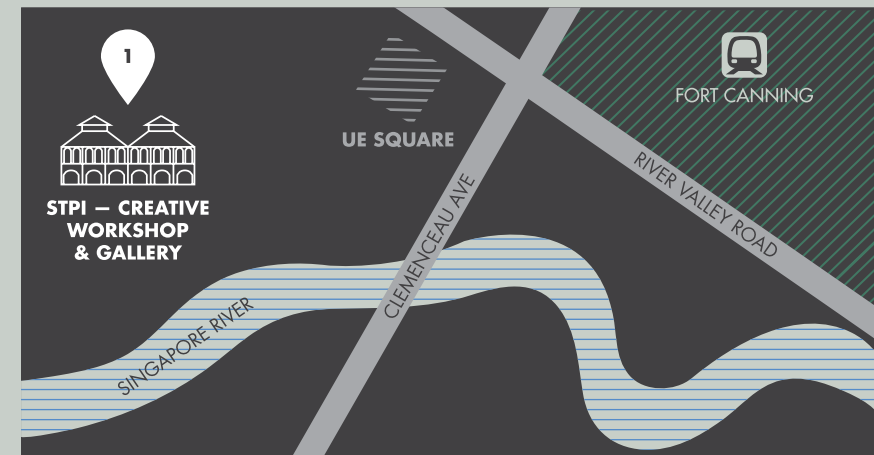 1
STPI – CREATIVE
WORKSHOP
& GALLERY
UE SQUARE
FORT CANNING
RIVER VALLEY ROAD
CLEMENCEAU AVE
SINGAPORE RIVER